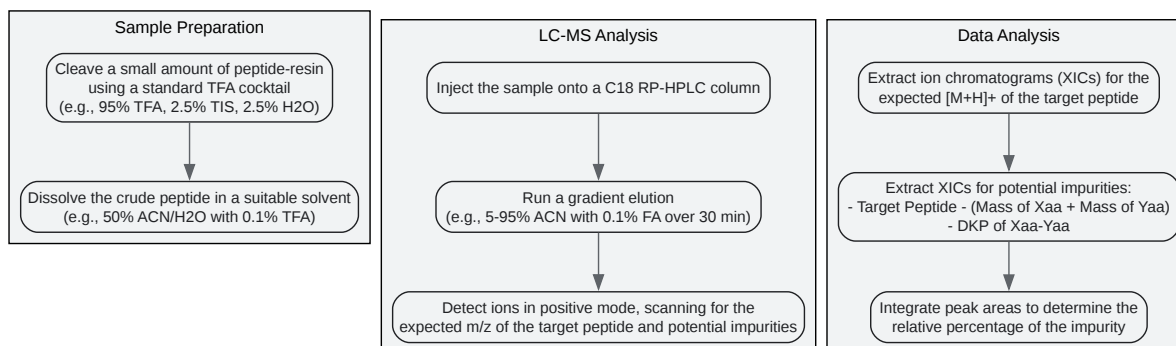 Sample Preparation
Cleave a small amount of peptide-resin
using a standard TFA cocktail
(e.g., 95% TFA, 2.5% TIS, 2.5% H2O)
Dissolve the crude peptide in a suitable solvent
(e.g., 50% ACN/H2O with 0.1% TFA)
LC-MS Analysis
Inject the sample onto a C18 RP-HPLC column
Run a gradient elution
(e.g., 5-95% ACN with 0.1% FA over 30 min)
Detect ions in positive mode, scanning for the
expected m/z of the target peptide and potential impurities
Data Analysis
Extract ion chromatograms (XICs) for the
expected [M+H]+ of the target peptide
Extract XICs for potential impurities:
- Target Peptide - (Mass of Xaa + Mass of Yaa)
- DKP of Xaa-Yaa
Integrate peak areas to determine the
relative percentage of the impurity